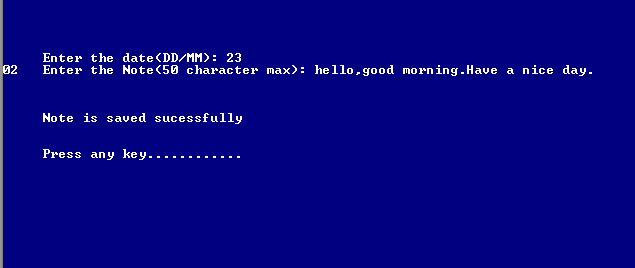 Enter the date(DD/MM): 23
02 Enter the Note(50 character max): hello,good morning.Have a nice day.
Note is saved sucessfully
Press any key............